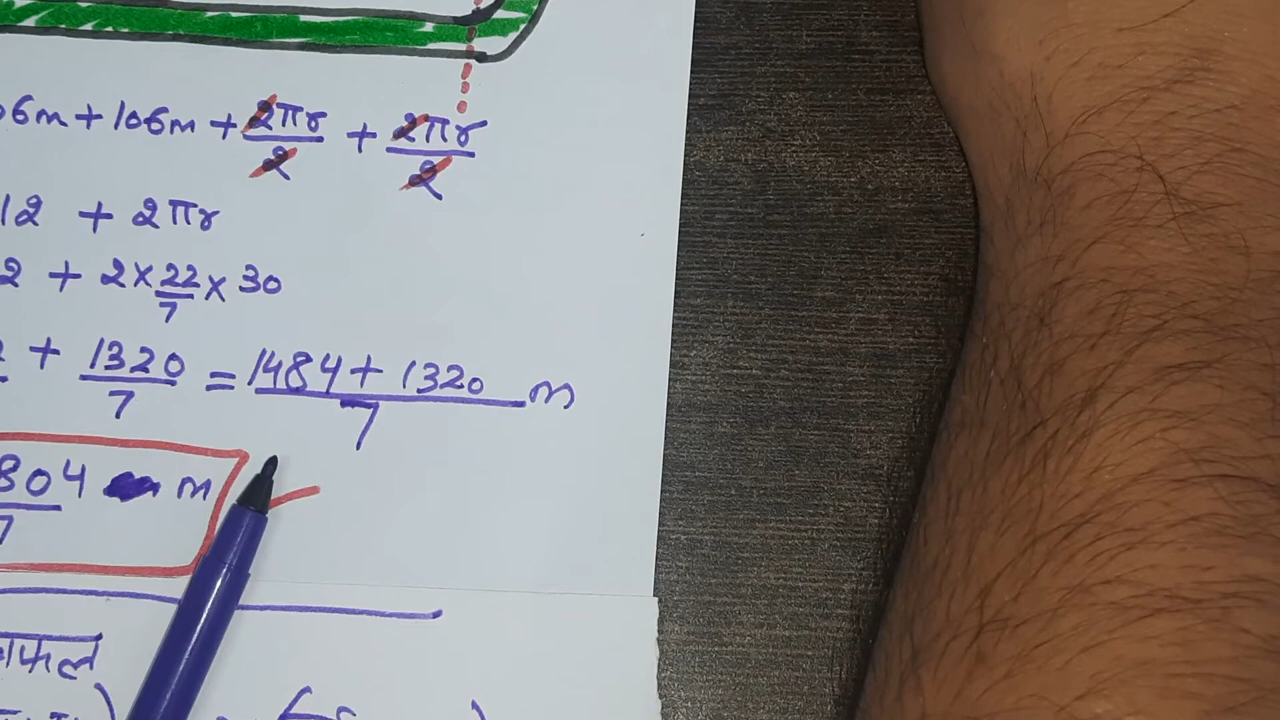 06m + 106m + 2πr/2 + 2πr/2
12 + 2πr
2 + 2 × 22/7 × 30
+ 1320/7 = 1484 + 1320/7 m
804/7 m